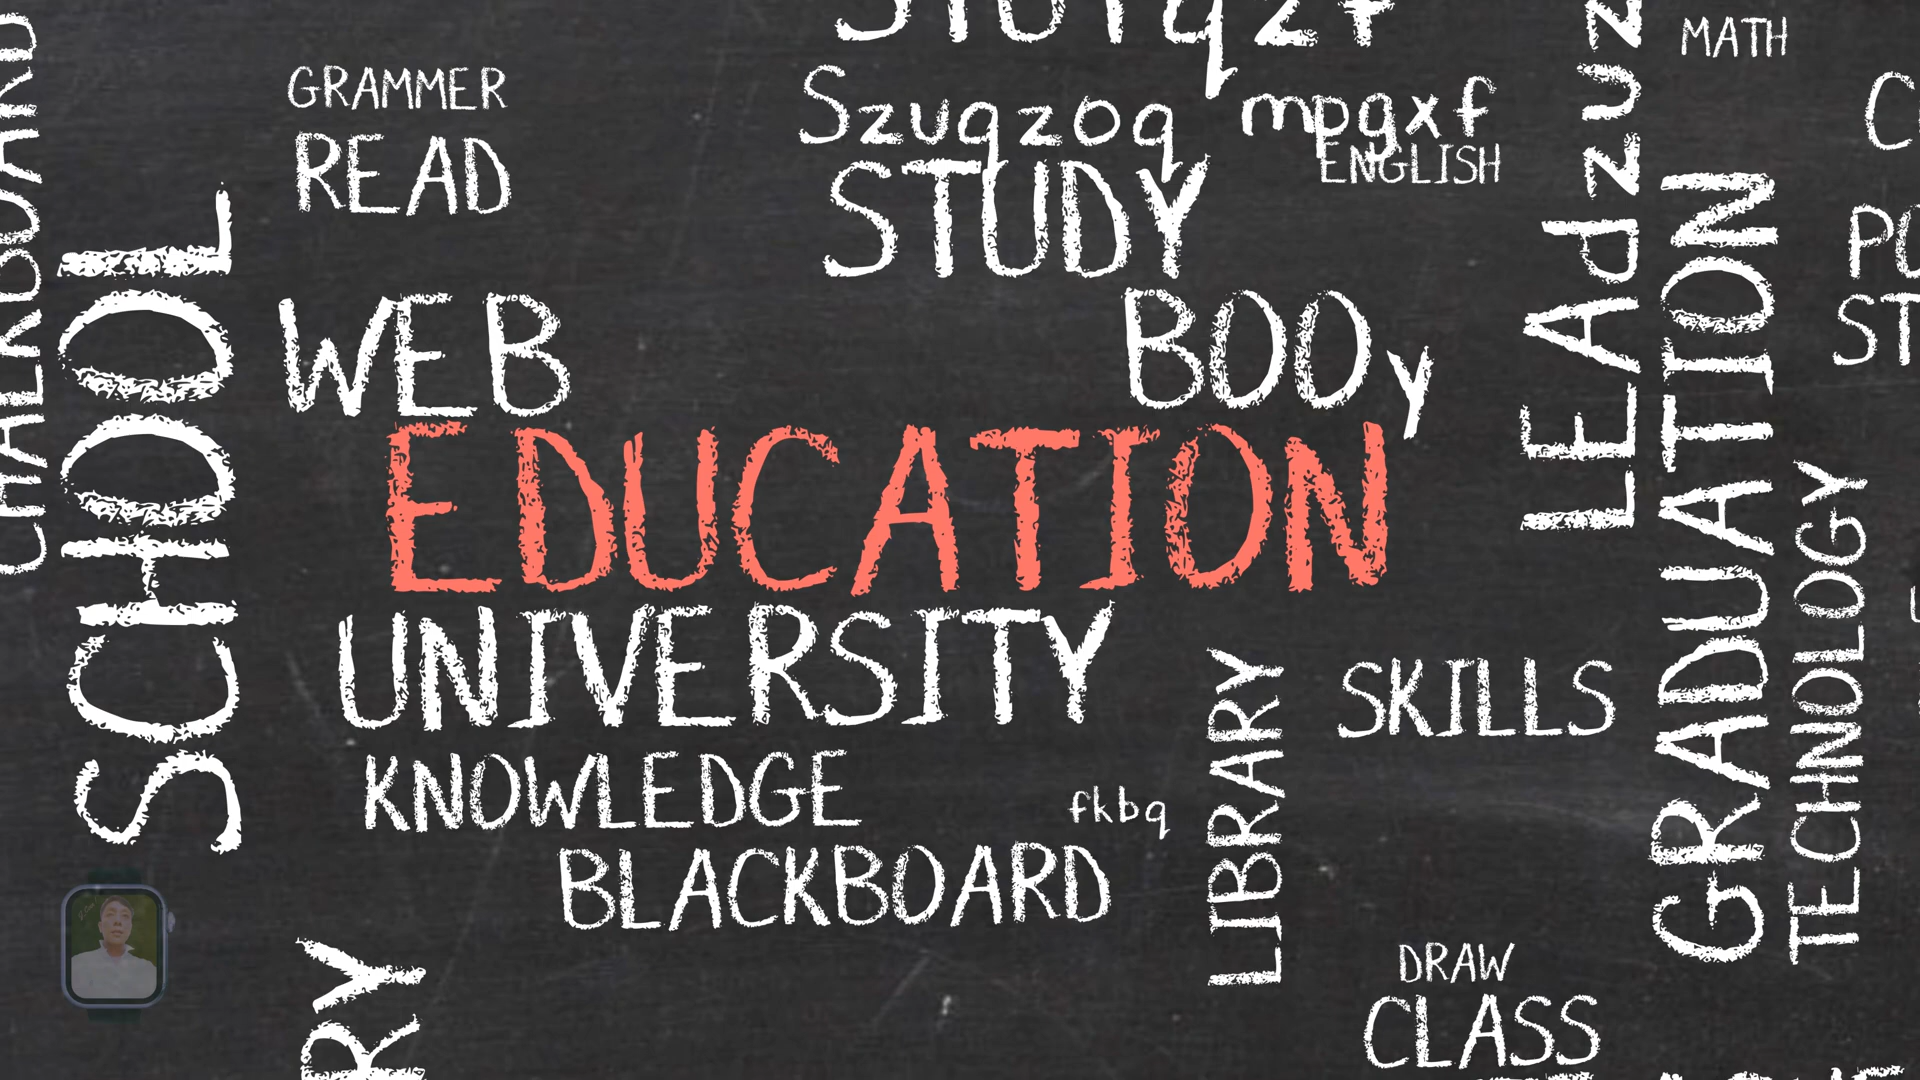 MATH
GRAMMER
READ
Szuqzoq
mpgxf
ENGLISH
STUDY
SCHOOL
WEB
BOOy
LEAdzuz
GRADUATION
EDUCATION
TECHNOLOGY
UNIVERSITY
SKILLS
LIBRARY
KNOWLEDGE
fkbq
BLACKBOARD
DRAW
CLASS